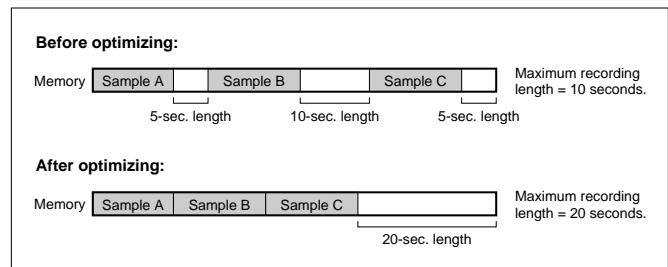 Before optimizing:
Memory Sample A Sample B Sample C Maximum recording
length = 10 seconds.
5-sec. length 10-sec. length 5-sec. length
After optimizing:
Memory Sample A Sample B Sample C Maximum recording
length = 20 seconds.
20-sec. length